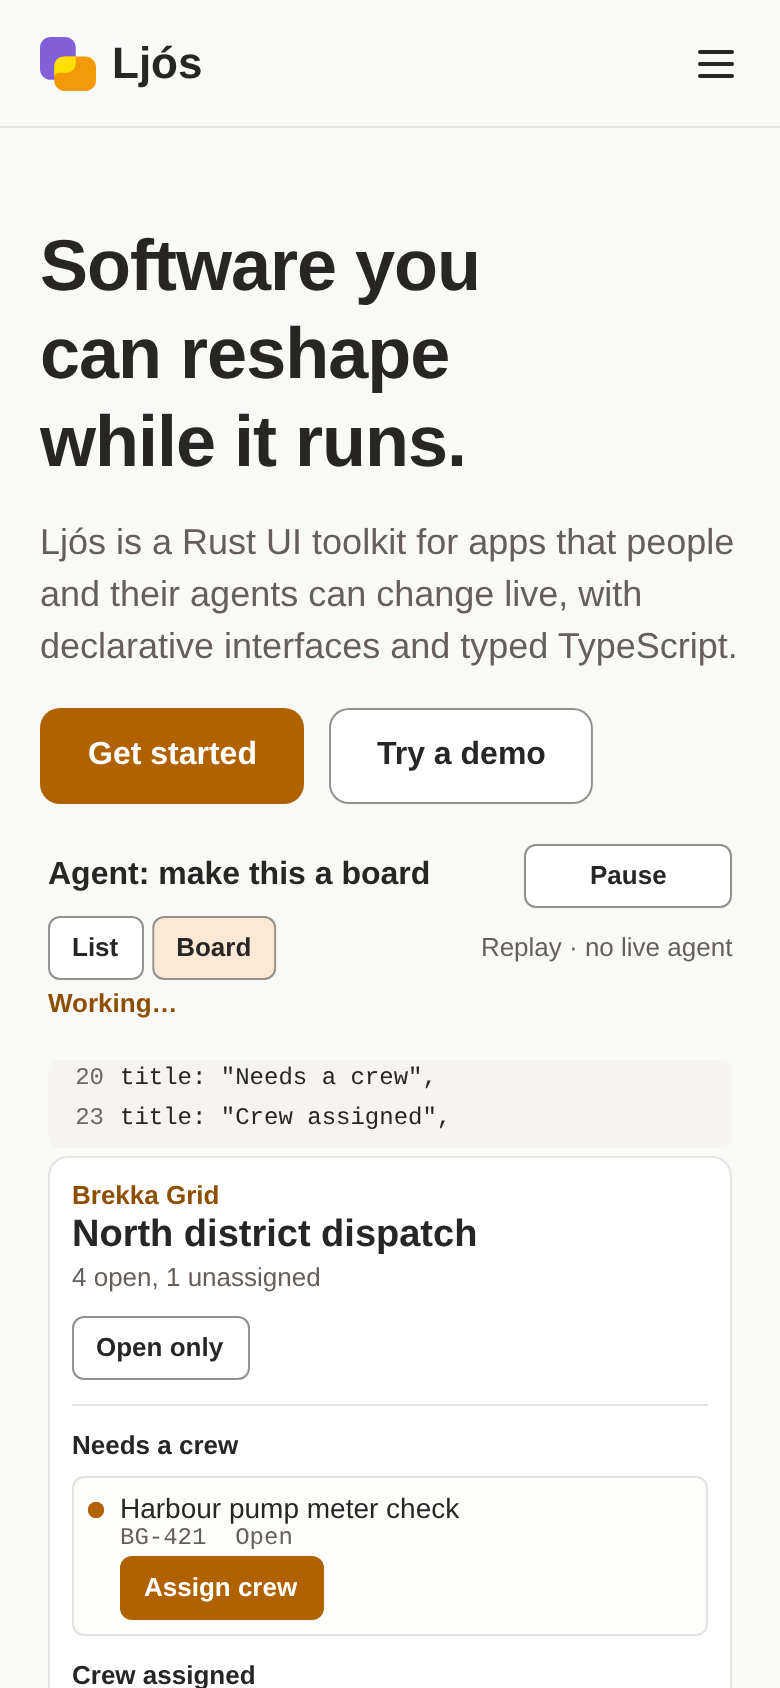 Ljós
Software you
can reshape
while it runs.
Ljós is a Rust UI toolkit for apps that people
and their agents can change live, with
declarative interfaces and typed TypeScript.
Get started
Try a demo
Agent: make this a board
Pause
List
Board
Replay · no live agent
Working…
20 title: "Needs a crew",
23 title: "Crew assigned",
Brekka Grid
North district dispatch
4 open, 1 unassigned
Open only
Needs a crew
Harbour pump meter check
BG-421 Open
Assign crew
Crew assigned